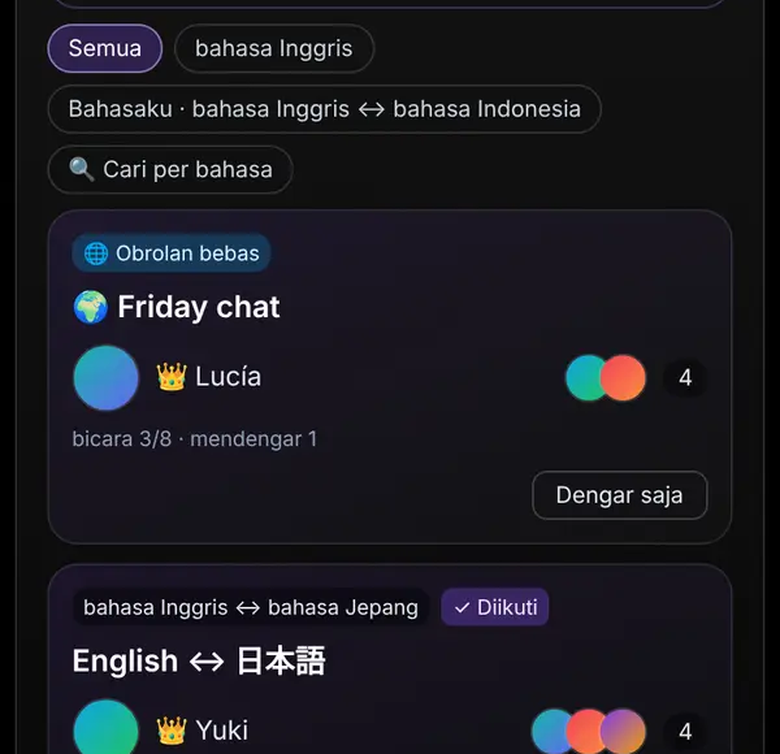 Semua
bahasa Inggris
Bahasaku · bahasa Inggris ↔ bahasa Indonesia
🔍 Cari per bahasa
🌐 Obrolan bebas
🌍 Friday chat
👑 Lucía
4
bicara 3/8 · mendengar 1
Dengar saja
bahasa Inggris ↔ bahasa Jepang
✓ Diikuti
English ↔ 日本語
👑 Yuki
4